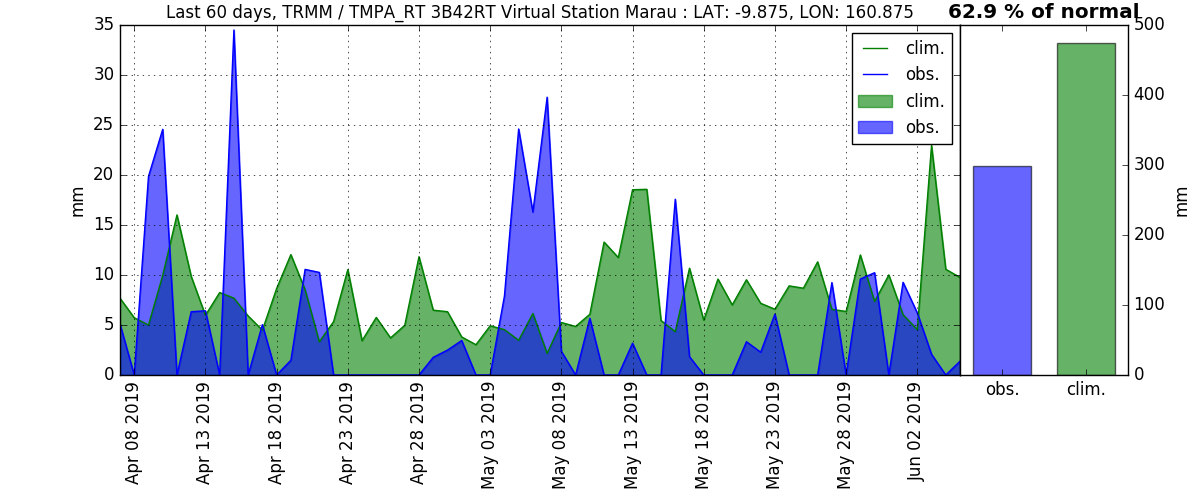 Last 60 days, TRMM / TMPA_RT 3B42RT Virtual Station Marau : LAT: -9.875, LON: 160.875
62.9 % of normal
35
30
25
20
15
10
5
0
mm
clim.
obs.
clim.
obs.
Apr 08 2019
Apr 13 2019
Apr 18 2019
Apr 23 2019
Apr 28 2019
May 03 2019
May 08 2019
May 13 2019
May 18 2019
May 23 2019
May 28 2019
Jun 02 2019
500
400
300
200
100
0
mm
obs.
clim.